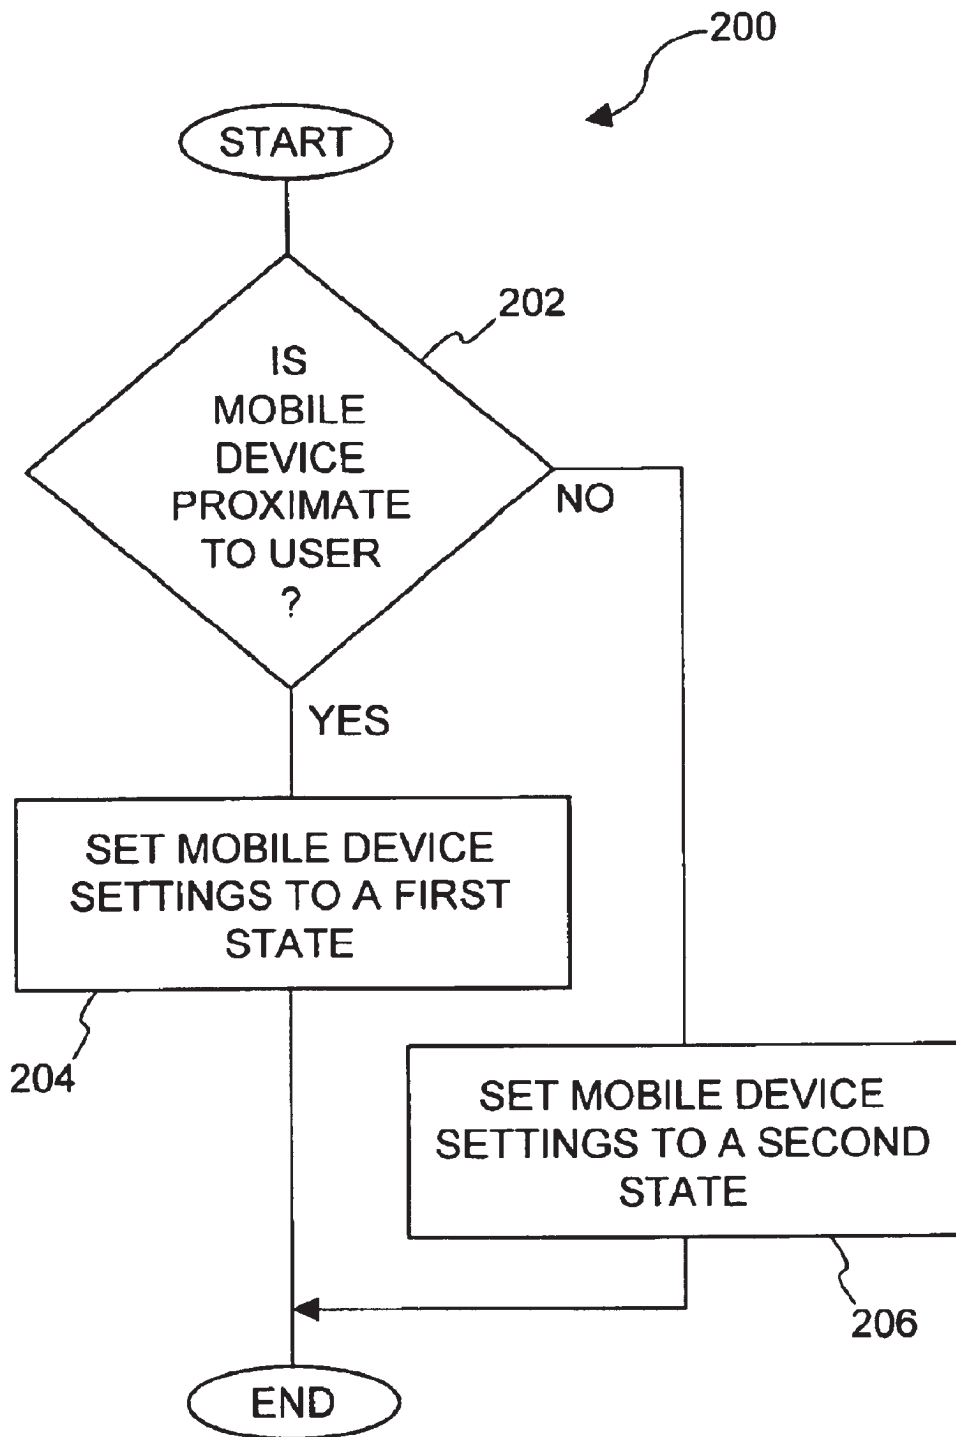 200
START
202
IS
MOBILE
DEVICE
PROXIMATE
TO USER
?
NO
YES
SET MOBILE DEVICE
SETTINGS TO A FIRST
STATE
204
SET MOBILE DEVICE
SETTINGS TO A SECOND
STATE
206
END